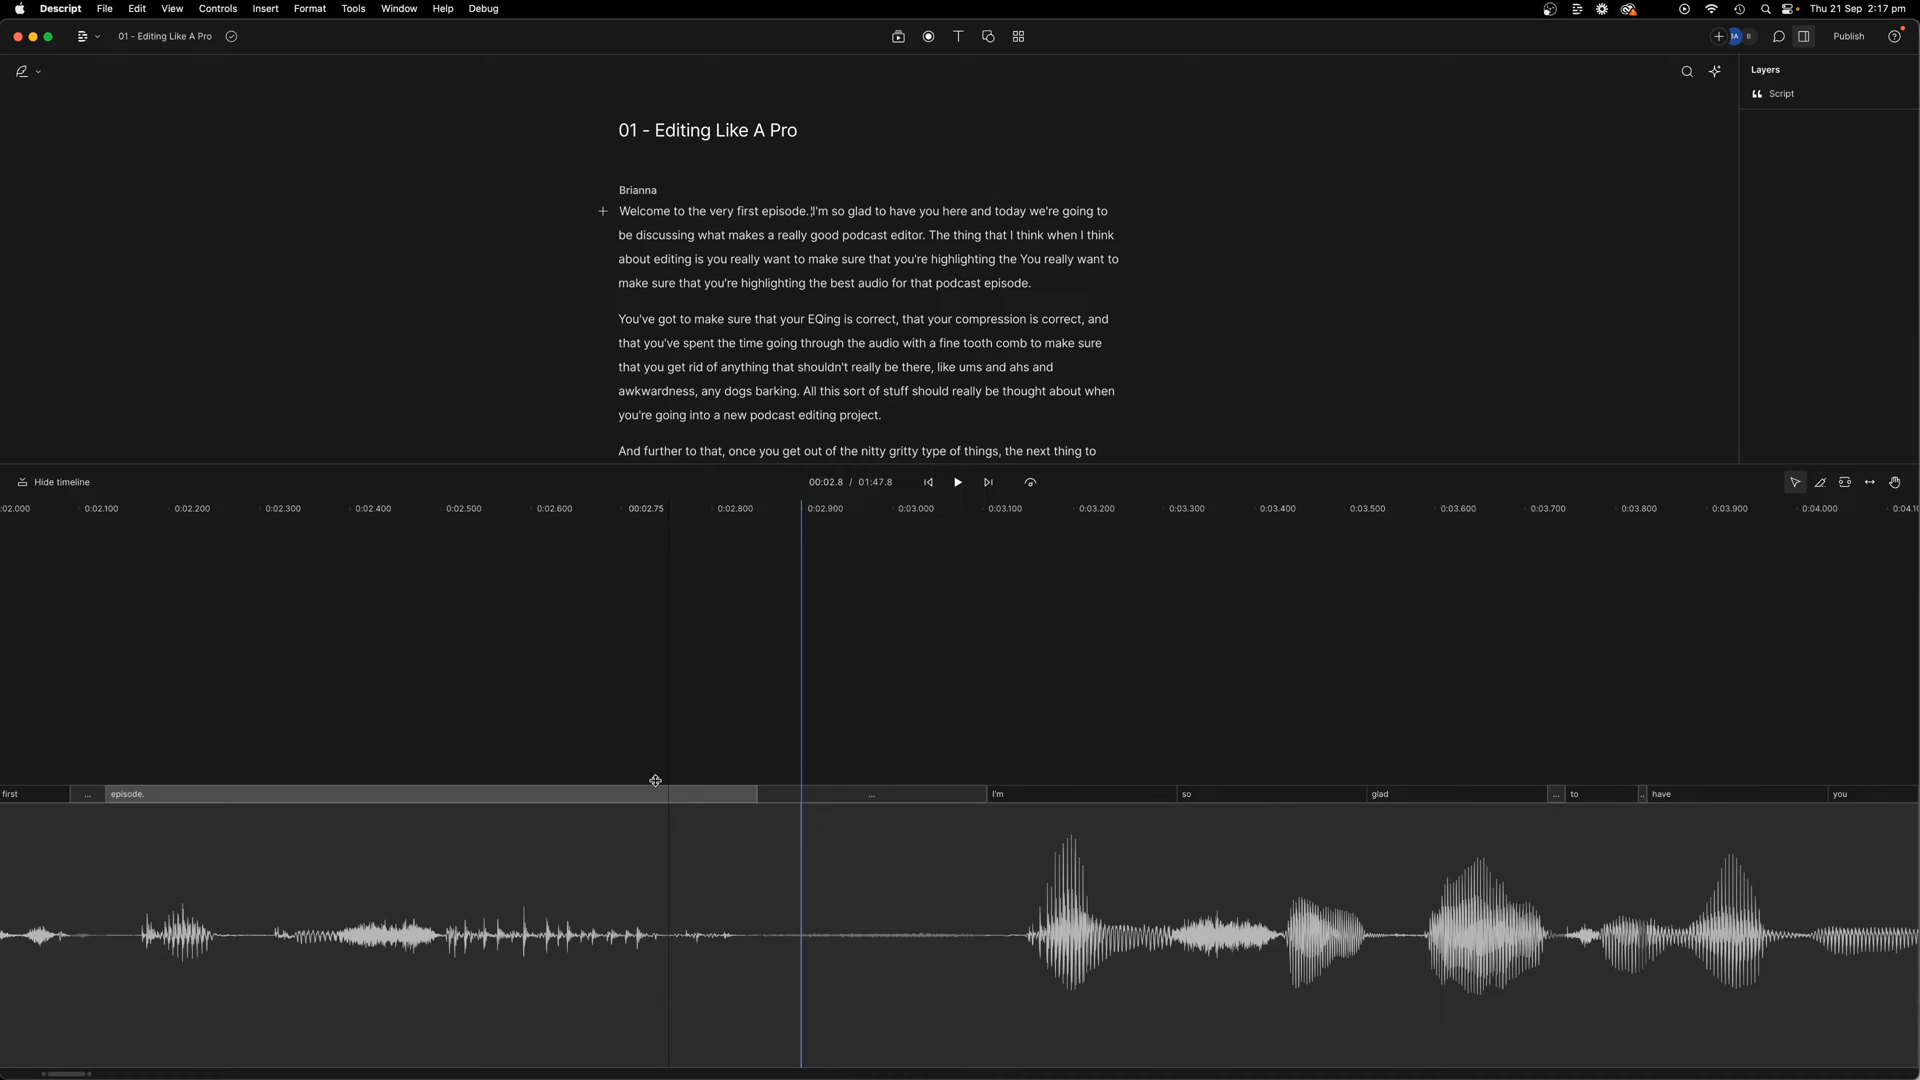 Descript File Edit View Controls Insert Format Tools Window Help Debug Thu 21 Sep 2:17 pm
01 - Editing Like A Pro
B
Publish
Layers
Script
01 - Editing Like A Pro
Brianna
Welcome to the very first episode. I'm so glad to have you here and today we're going to
be discussing what makes a really good podcast editor. The thing that I think when I think
about editing is you really want to make sure that you're highlighting the You really want to
make sure that you're highlighting the best audio for that podcast episode.
You've got to make sure that your EQing is correct, that your compression is correct, and
that you've spent the time going through the audio with a fine tooth comb to make sure
that you get rid of anything that shouldn't really be there, like ums and ahs and
awkwardness, any dogs barking. All this sort of stuff should really be thought about when
you're going into a new podcast editing project.
And further to that, once you get out of the nitty gritty type of things, the next thing to
Hide timeline 00:02.8 / 01:47.8
:02.000 0:02.100 0:02.200 0:02.300 0:02.400 0:02.500 0:02.600 00:02.75 0:02.800 0:02.900 0:03.000 0:03.100 0:03.200 0:03.300 0:03.400 0:03.500 0:03.600 0:03.700 0:03.800 0:03.900 0:04.000 0:04.10
first ... episode. ... I'm so glad ... to .. have you